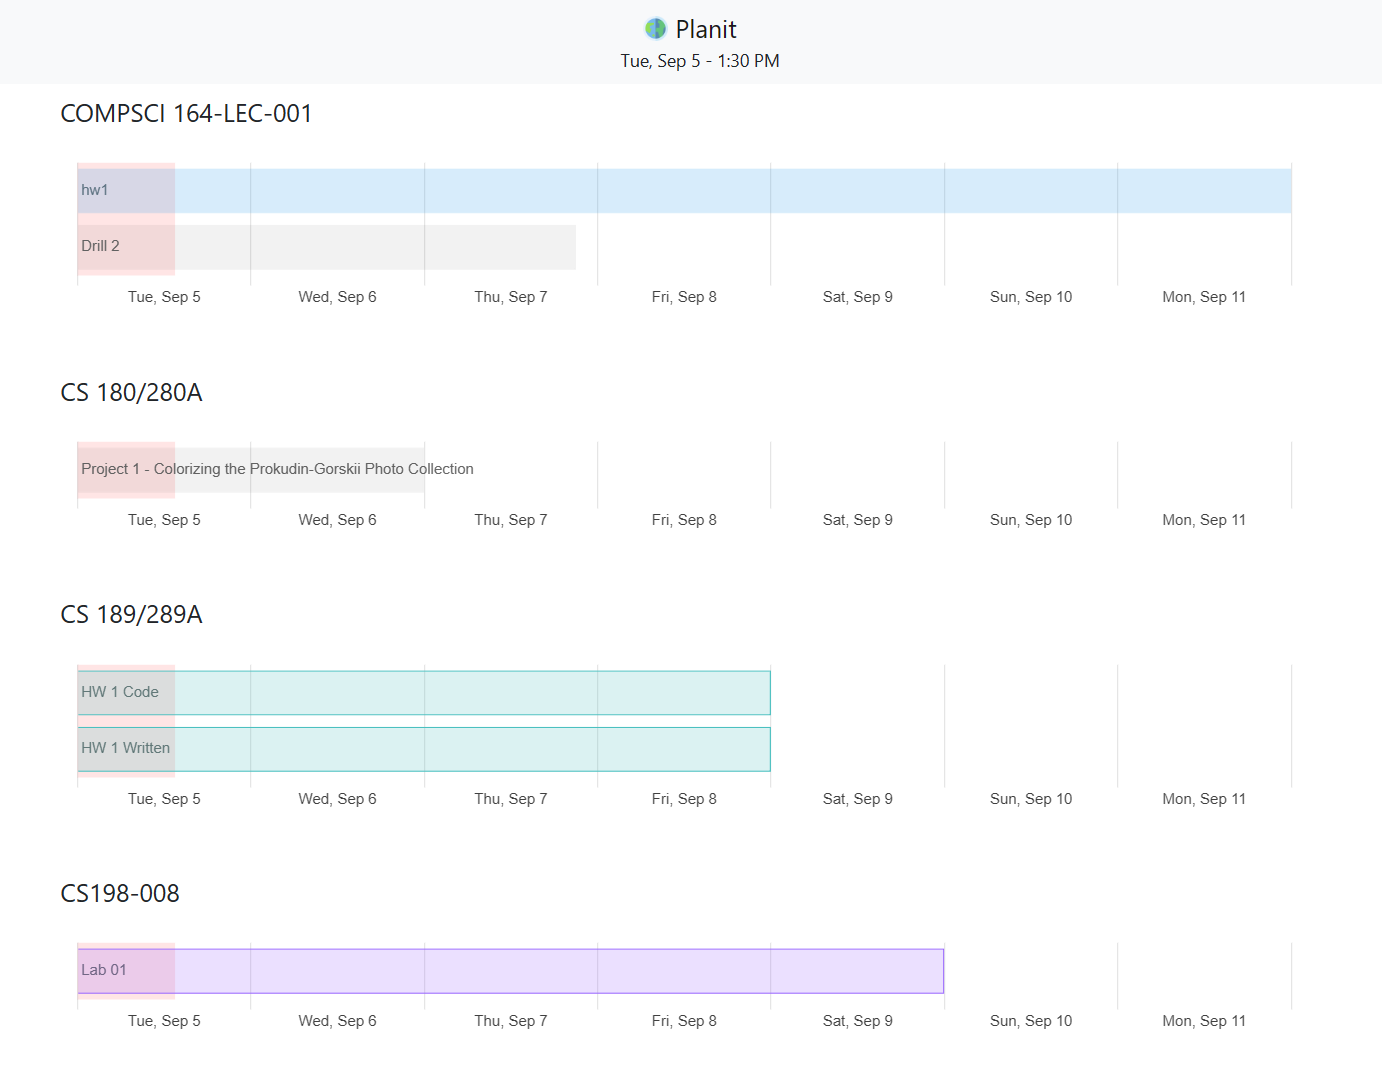 Planit
Tue, Sep 5 - 1:30 PM
COMPSCI 164-LEC-001
hw1
Drill 2
Tue, Sep 5 Wed, Sep 6 Thu, Sep 7 Fri, Sep 8 Sat, Sep 9 Sun, Sep 10 Mon, Sep 11
CS 180/280A
Project 1 - Colorizing the Prokudin-Gorskii Photo Collection
Tue, Sep 5 Wed, Sep 6 Thu, Sep 7 Fri, Sep 8 Sat, Sep 9 Sun, Sep 10 Mon, Sep 11
CS 189/289A
HW 1 Code
HW 1 Written
Tue, Sep 5 Wed, Sep 6 Thu, Sep 7 Fri, Sep 8 Sat, Sep 9 Sun, Sep 10 Mon, Sep 11
CS198-008
Lab 01
Tue, Sep 5 Wed, Sep 6 Thu, Sep 7 Fri, Sep 8 Sat, Sep 9 Sun, Sep 10 Mon, Sep 11